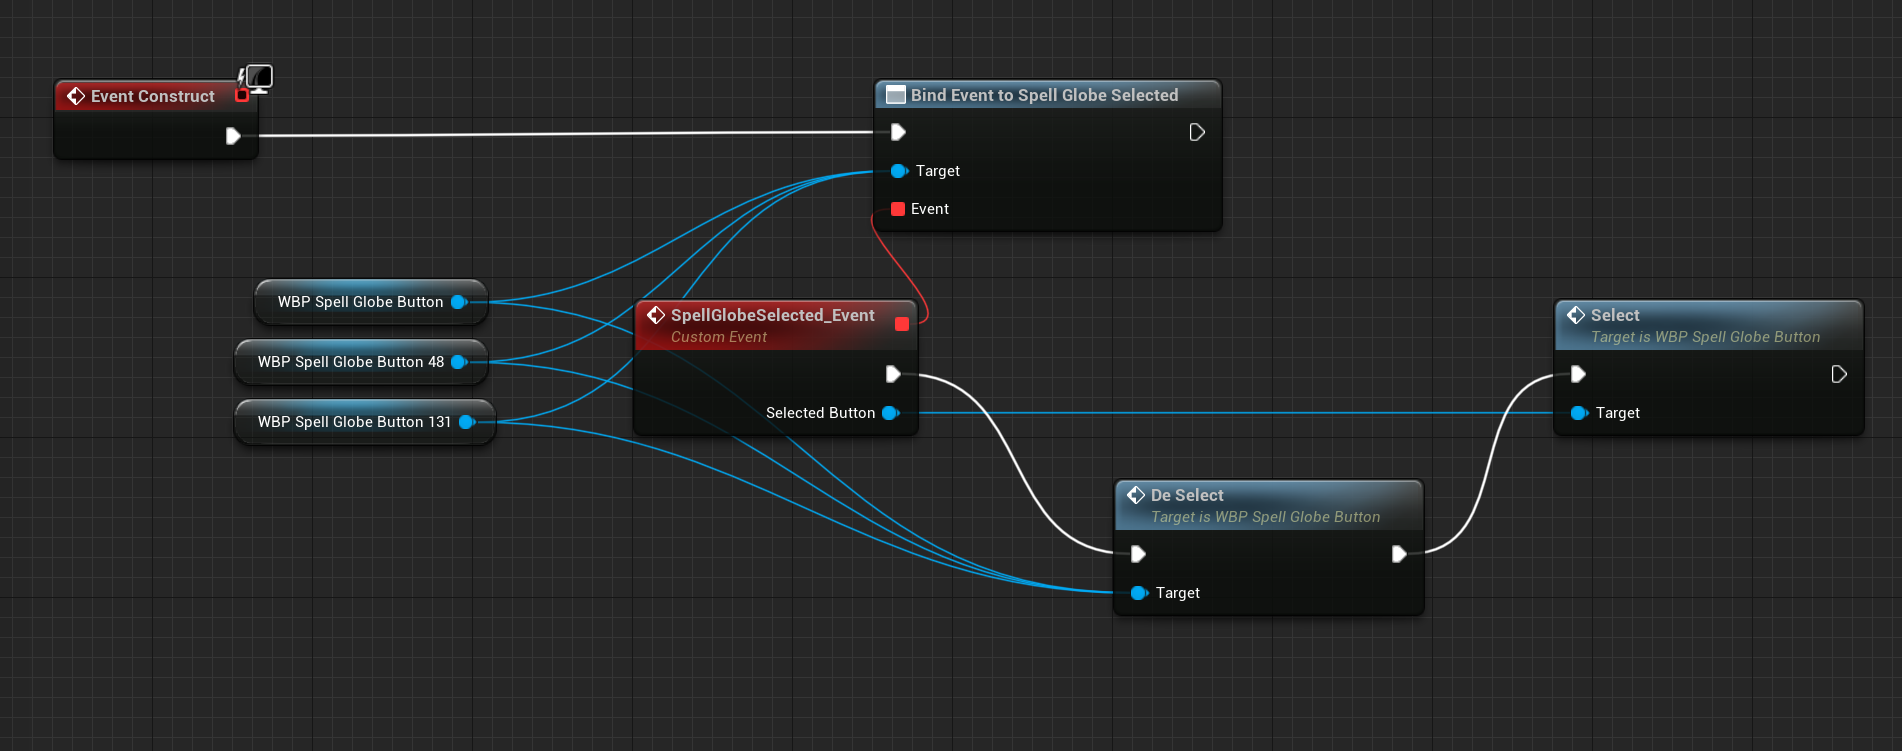 Event Construct
Bind Event to Spell Globe Selected
Target
Event
WBP Spell Globe Button
WBP Spell Globe Button 48
WBP Spell Globe Button 131
SpellGlobeSelected_Event
Custom Event
Selected Button
Select
Target is WBP Spell Globe Button
Target
De Select
Target is WBP Spell Globe Button
Target